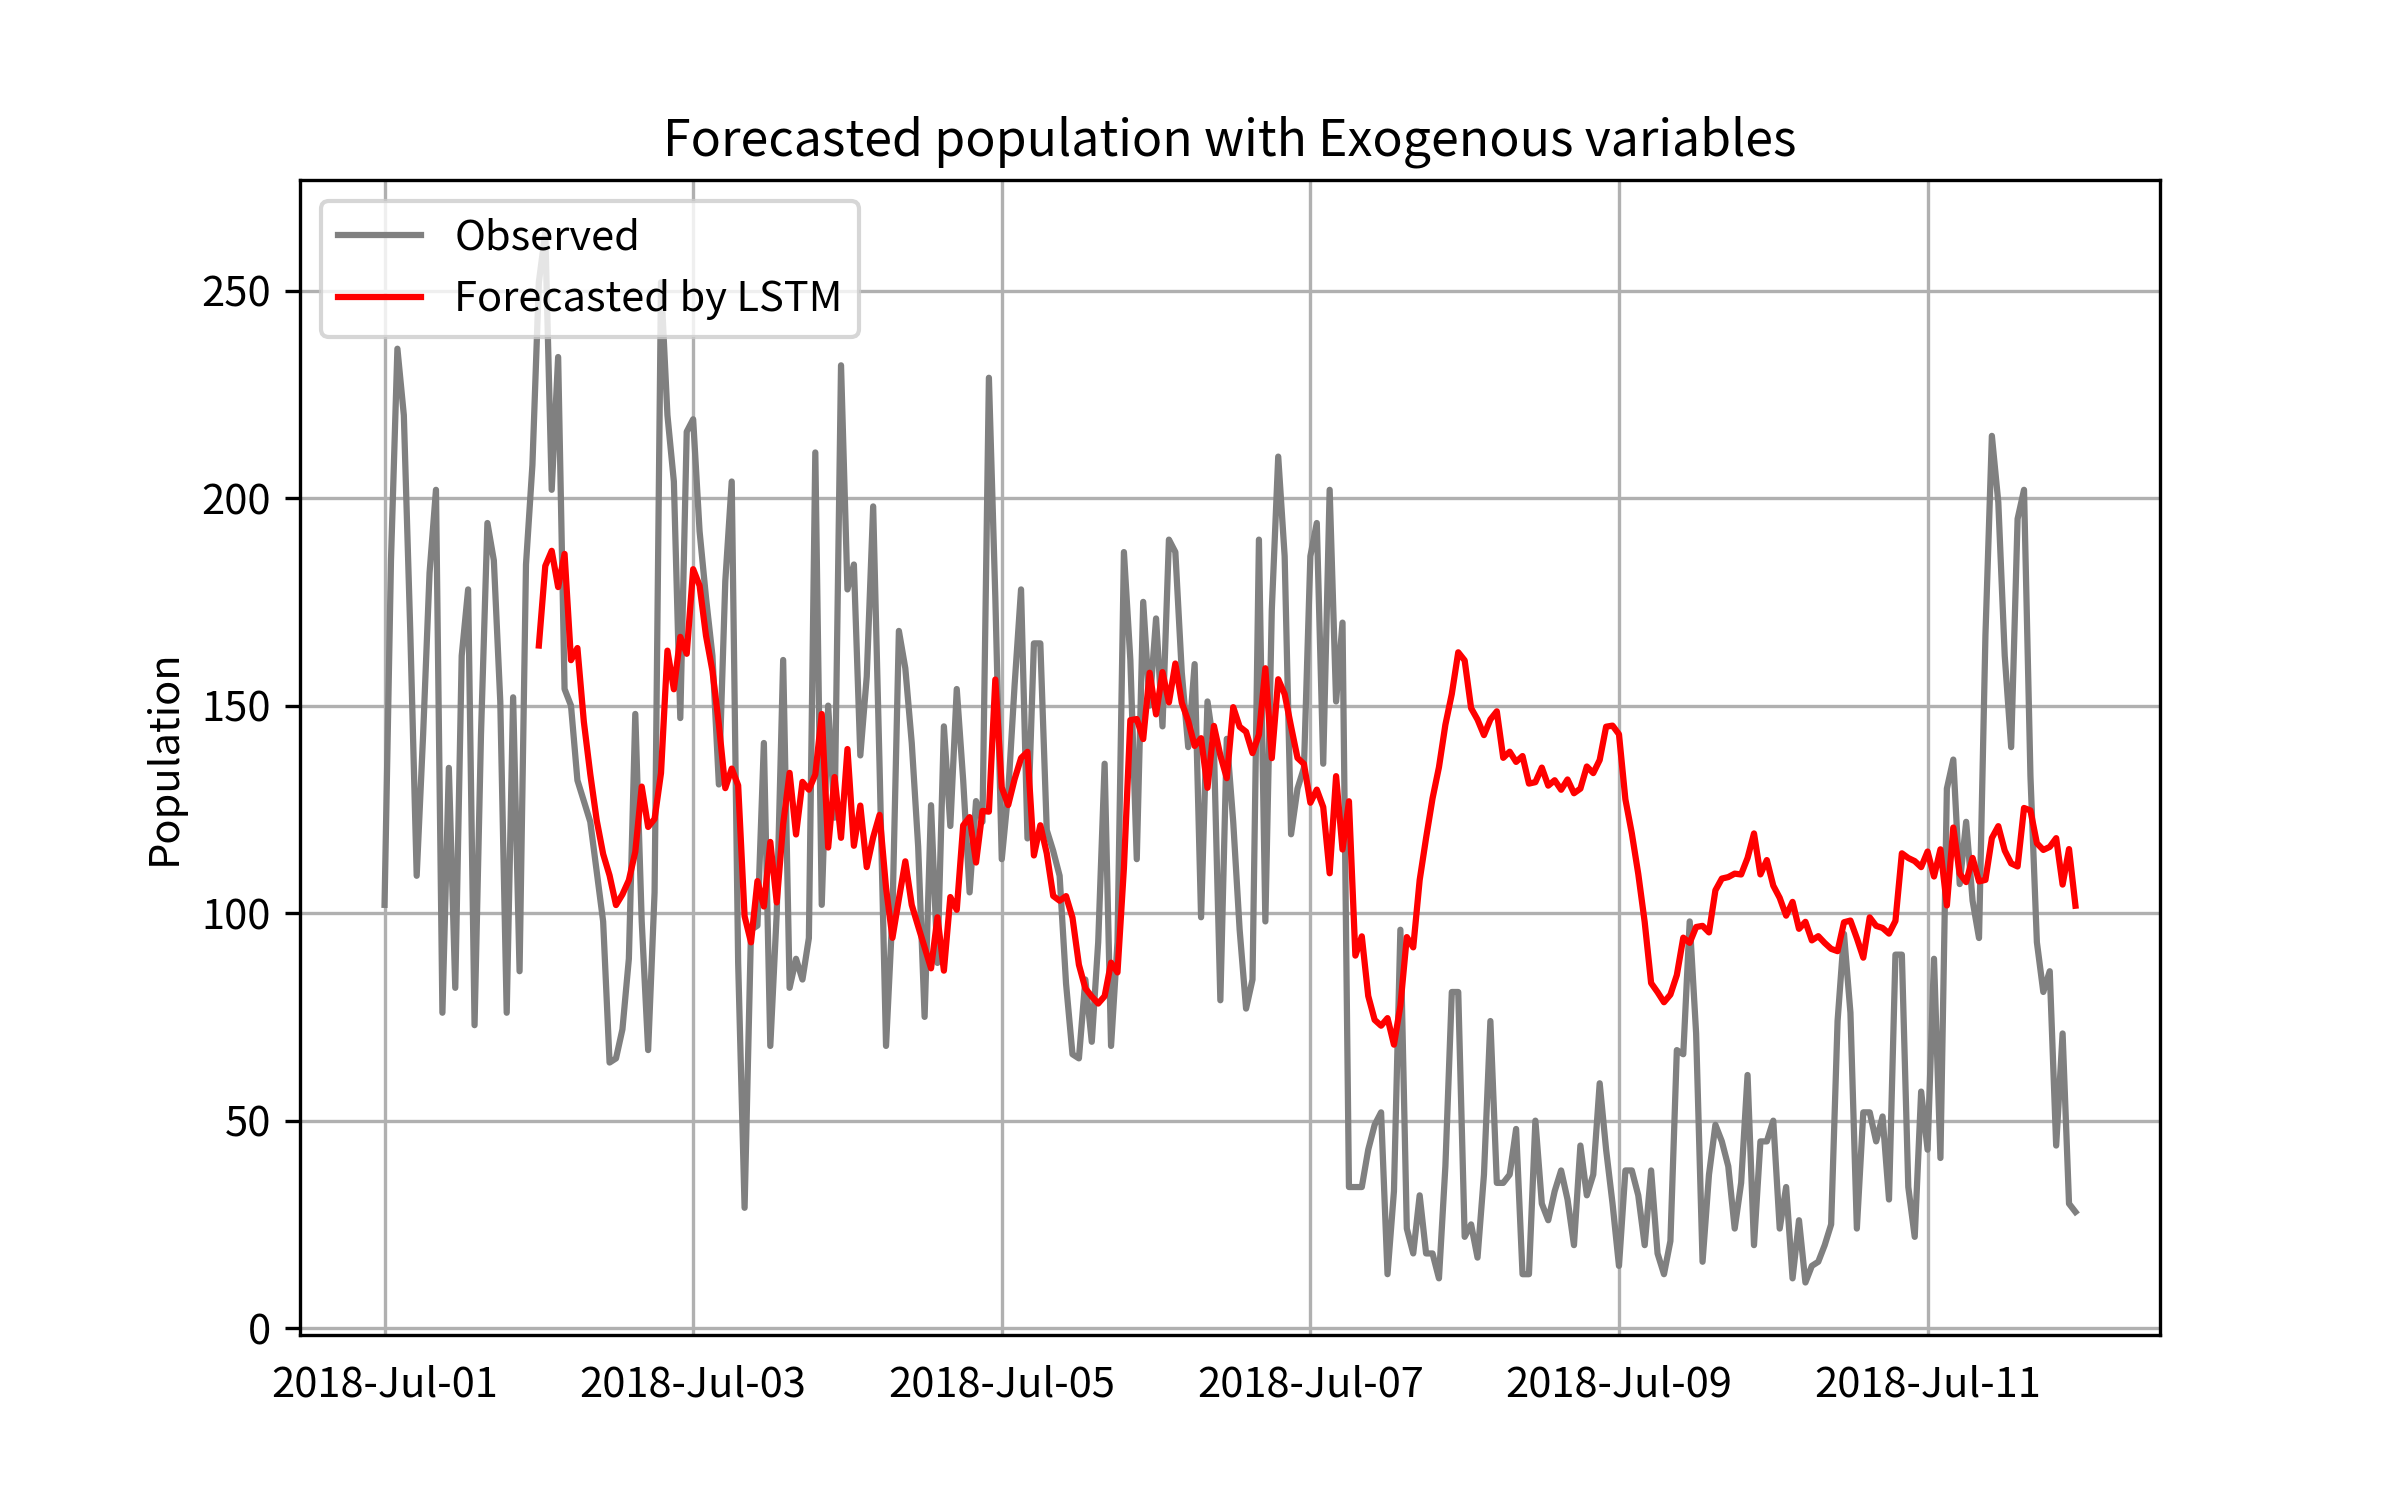 Forecasted population with Exogenous variables
Observed
Forecasted by LSTM
Population
250
200
150
100
50
0
2018-Jul-01 2018-Jul-03 2018-Jul-05 2018-Jul-07 2018-Jul-09 2018-Jul-11